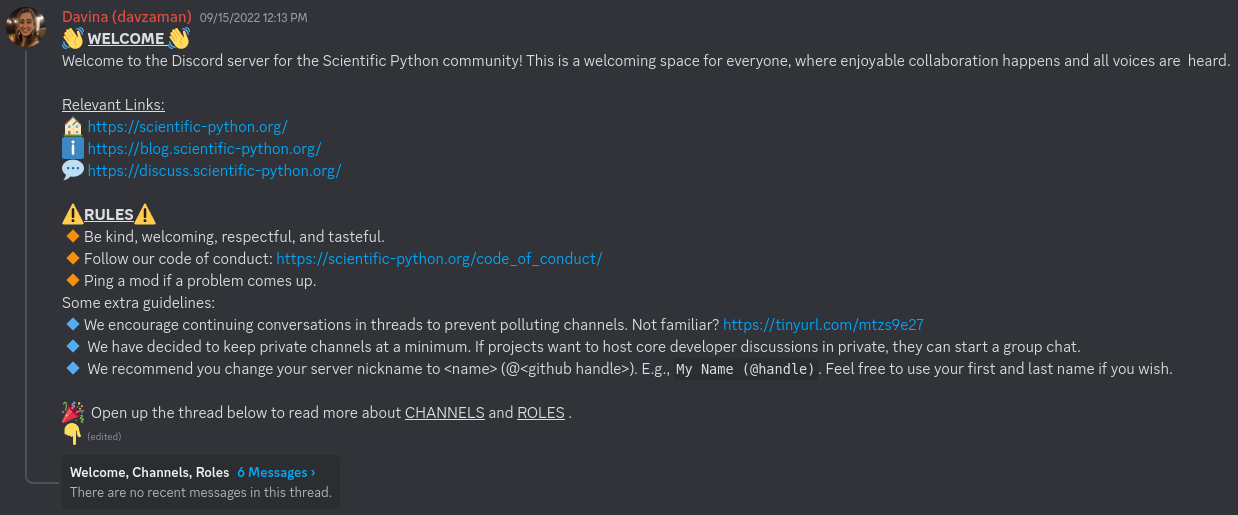 Davina (davzaman) 09/15/2022 12:13 PM
👋 WELCOME 👋
Welcome to the Discord server for the Scientific Python community! This is a welcoming space for everyone, where enjoyable collaboration happens and all voices are  heard.
Relevant Links:
🏠 https://scientific-python.org/
ℹ️ https://blog.scientific-python.org/
💬 https://discuss.scientific-python.org/
⚠️RULES⚠️
🔸Be kind, welcoming, respectful, and tasteful.
🔸Follow our code of conduct: https://scientific-python.org/code_of_conduct/
🔸Ping a mod if a problem comes up.
Some extra guidelines:
🔹We encourage continuing conversations in threads to prevent polluting channels. Not familiar? https://tinyurl.com/mtzs9e27
🔹 We have decided to keep private channels at a minimum. If projects want to host core developer discussions in private, they can start a group chat.
🔹 We recommend you change your server nickname to <name> (@<github handle>). E.g., My Name (@handle). Feel free to use your first and last name if you wish.
🎉 Open up the thread below to read more about CHANNELS and ROLES .
👇 (edited)
Welcome, Channels, Roles 6 Messages ›
There are no recent messages in this thread.